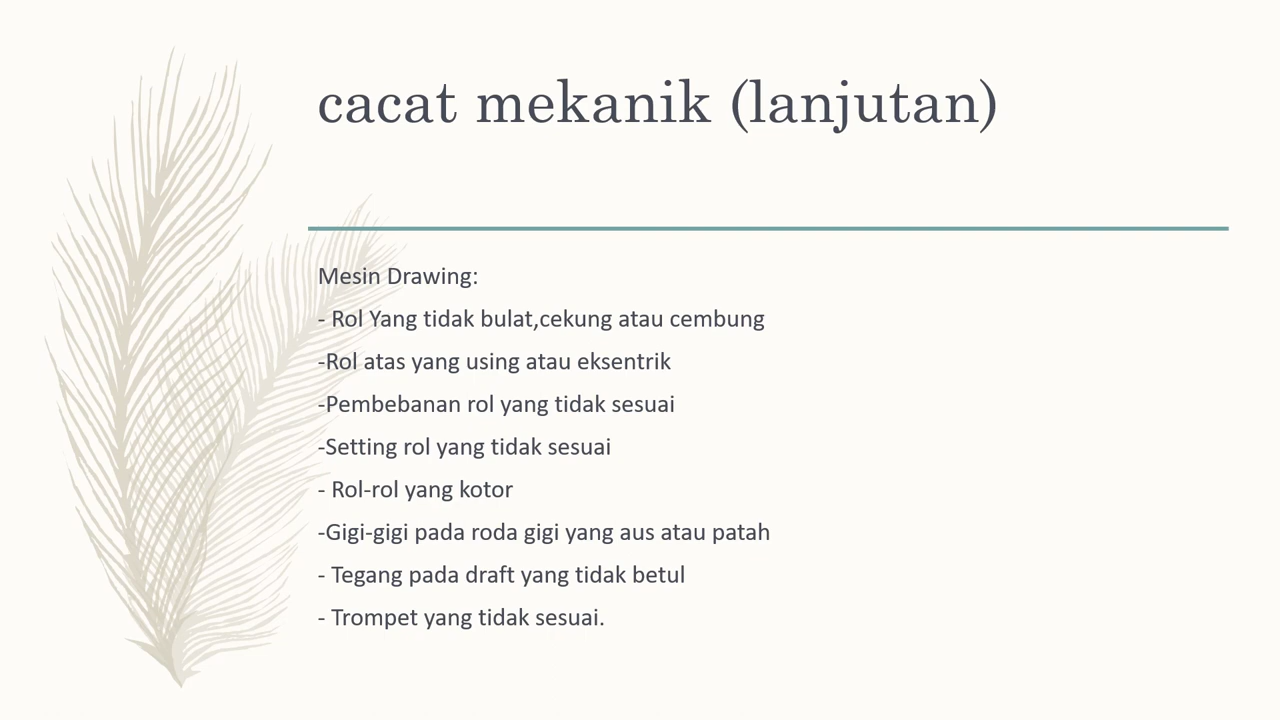 cacat mekanik (lanjutan)
Mesin Drawing:
- Rol Yang tidak bulat,cekung atau cembung
-Rol atas yang using atau eksentrik
-Pembebanan rol yang tidak sesuai
-Setting rol yang tidak sesuai
- Rol-rol yang kotor
-Gigi-gigi pada roda gigi yang aus atau patah
- Tegang pada draft yang tidak betul
- Trompet yang tidak sesuai.